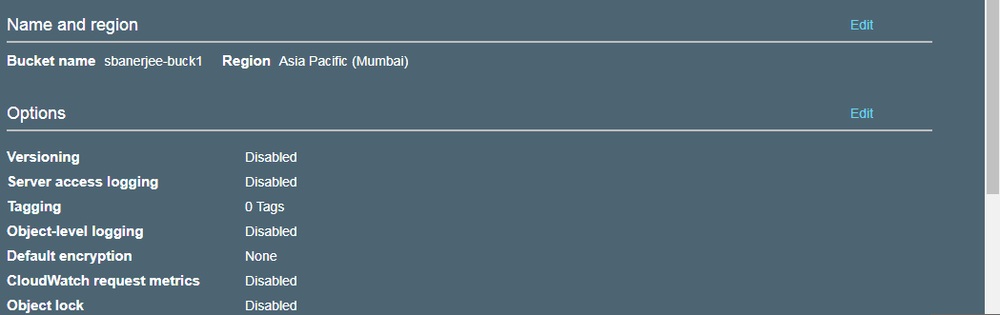 Name and region Edit
Bucket name sbanerjee-buck1 Region Asia Pacific (Mumbai)
Options Edit
Versioning Disabled
Server access logging Disabled
Tagging 0 Tags
Object-level logging Disabled
Default encryption None
CloudWatch request metrics Disabled
Object lock Disabled